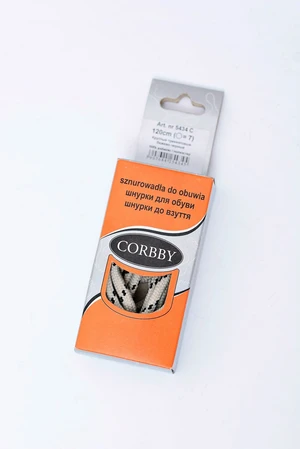 Art. nr 5434 C
120cm
sznurowadła do obuwia
шнурки для обуви
шнурки до взуття
CORBBY